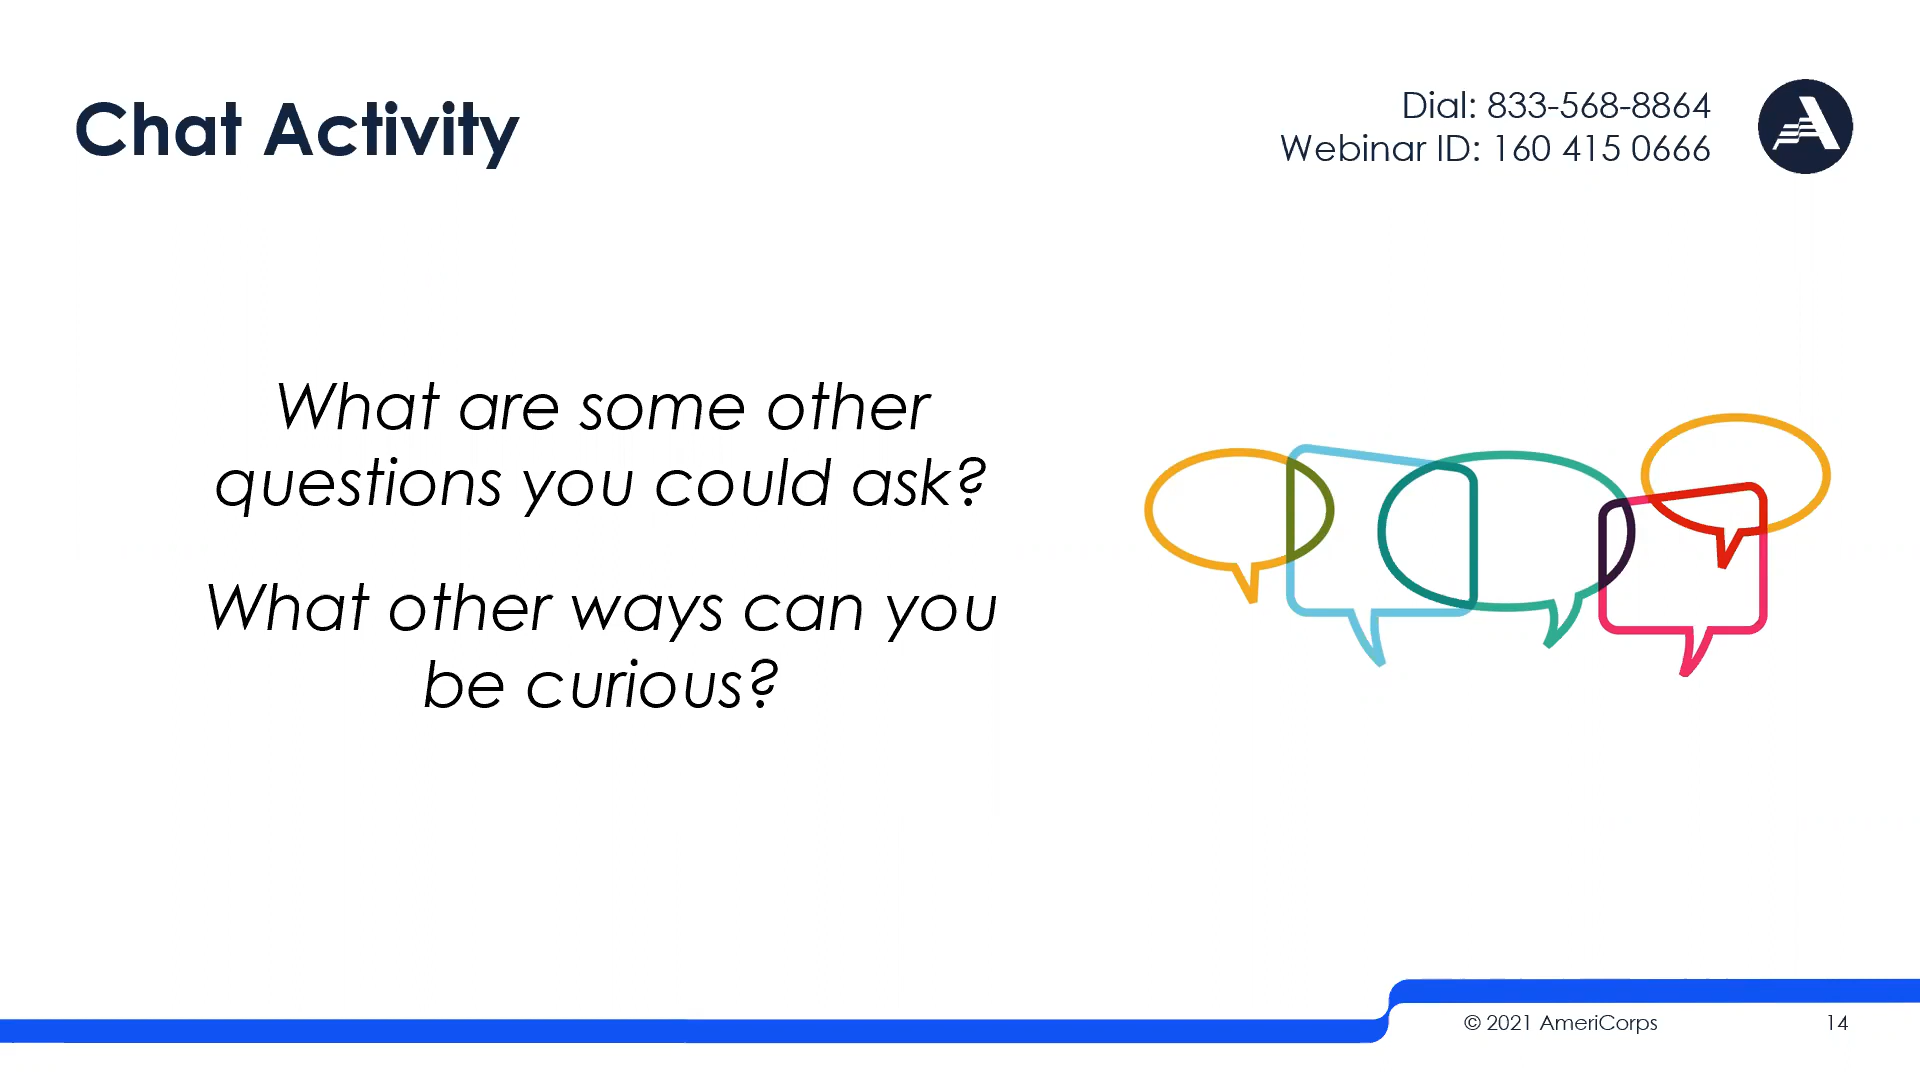 Chat Activity
Dial: 833-568-8864
Webinar ID: 160 415 0666
What are some other
questions you could ask?
What other ways can you
be curious?
© 2021 AmeriCorps
14